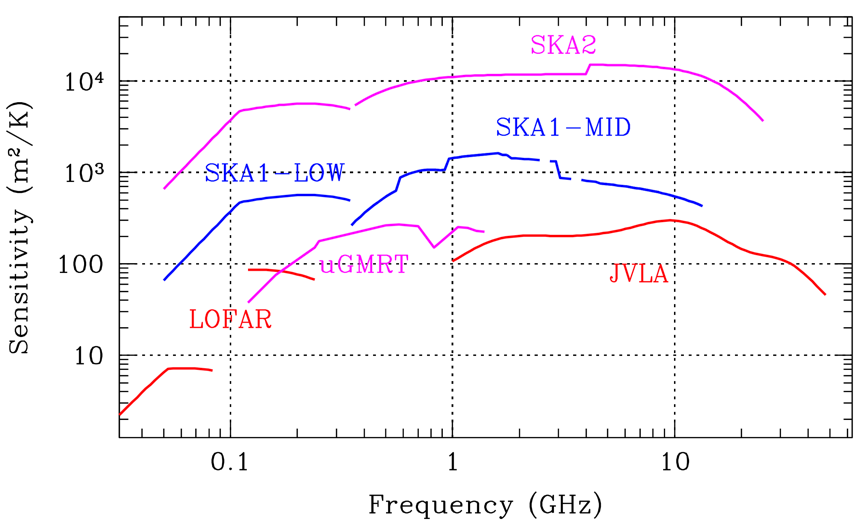 SKA2
10⁴
SKA1-MID
10³
SKA1-LOW
100
uGMRT
JVLA
LOFAR
10
Sensitivity (m²/K)
0.1 1 10
Frequency (GHz)